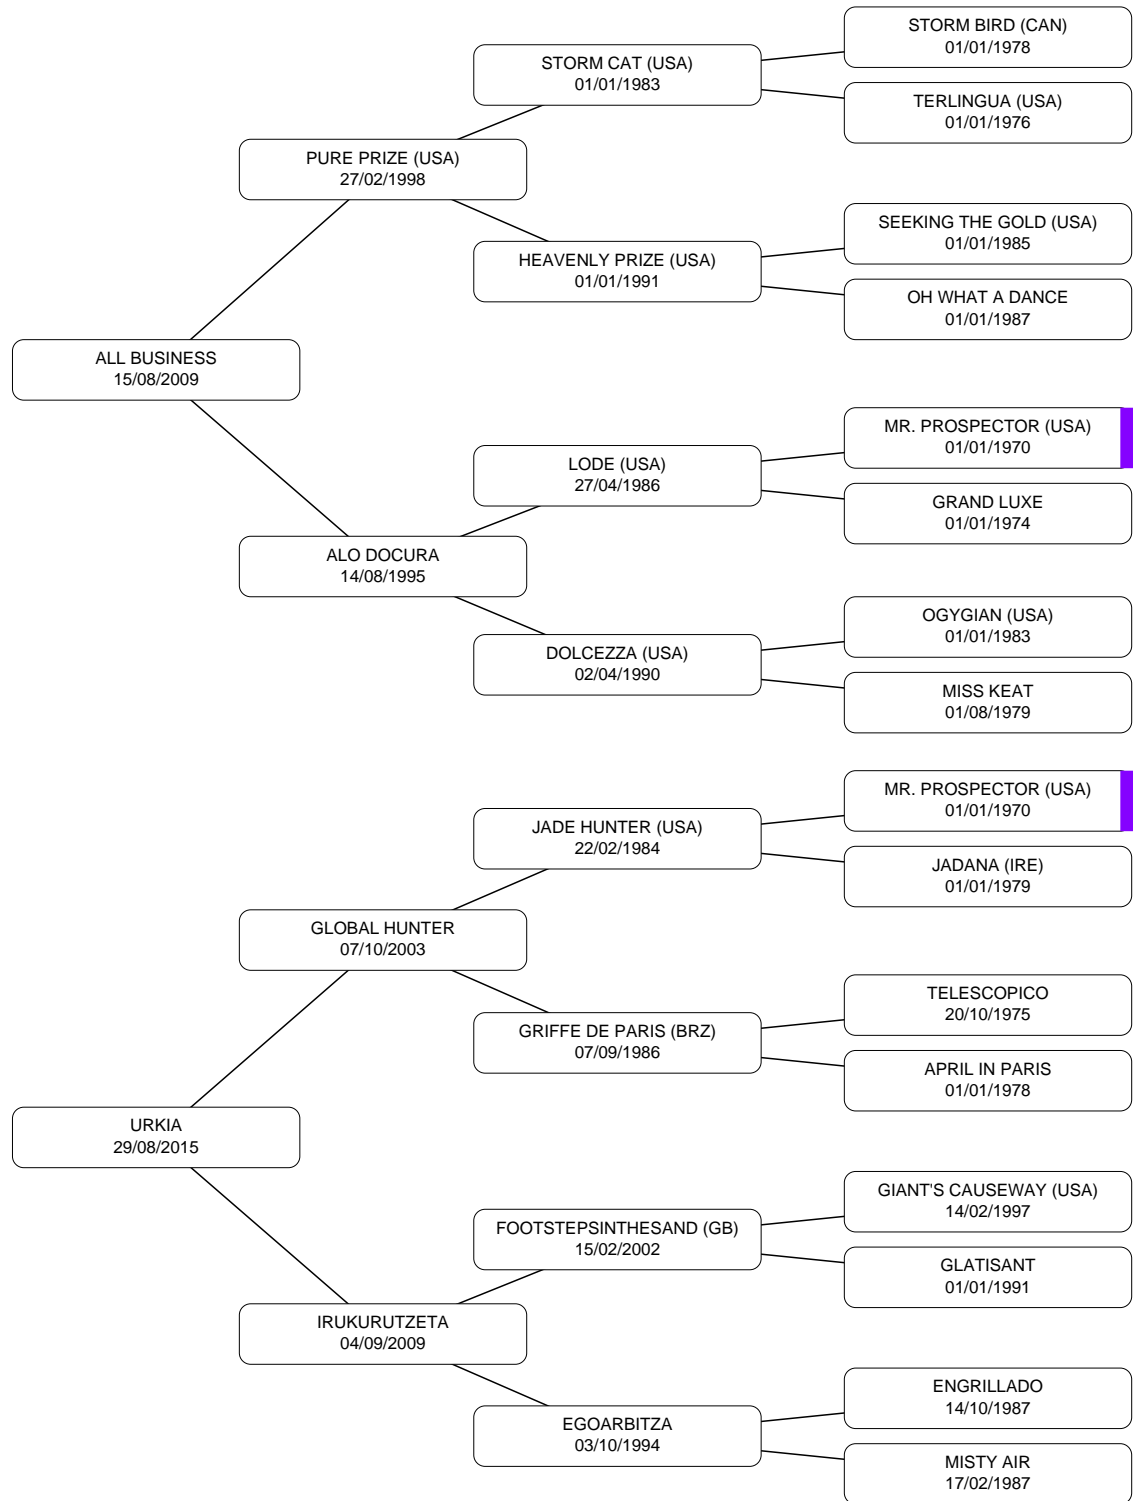 STORM BIRD (CAN)
01/01/1978
STORM CAT (USA)
01/01/1983
TERLINGUA (USA)
01/01/1976
PURE PRIZE (USA)
27/02/1998
SEEKING THE GOLD (USA)
01/01/1985
HEAVENLY PRIZE (USA)
01/01/1991
OH WHAT A DANCE
01/01/1987
ALL BUSINESS
15/08/2009
MR. PROSPECTOR (USA)
01/01/1970
LODE (USA)
27/04/1986
GRAND LUXE
01/01/1974
ALO DOCURA
14/08/1995
OGYGIAN (USA)
01/01/1983
DOLCEZZA (USA)
02/04/1990
MISS KEAT
01/08/1979
MR. PROSPECTOR (USA)
01/01/1970
JADE HUNTER (USA)
22/02/1984
JADANA (IRE)
01/01/1979
GLOBAL HUNTER
07/10/2003
TELESCOPICO
20/10/1975
GRIFFE DE PARIS (BRZ)
07/09/1986
APRIL IN PARIS
01/01/1978
URKIA
29/08/2015
GIANT'S CAUSEWAY (USA)
14/02/1997
FOOTSTEPSINTHESAND (GB)
15/02/2002
GLATISANT
01/01/1991
IRUKURUTZETA
04/09/2009
ENGRILLADO
14/10/1987
EGOARBITZA
03/10/1994
MISTY AIR
17/02/1987